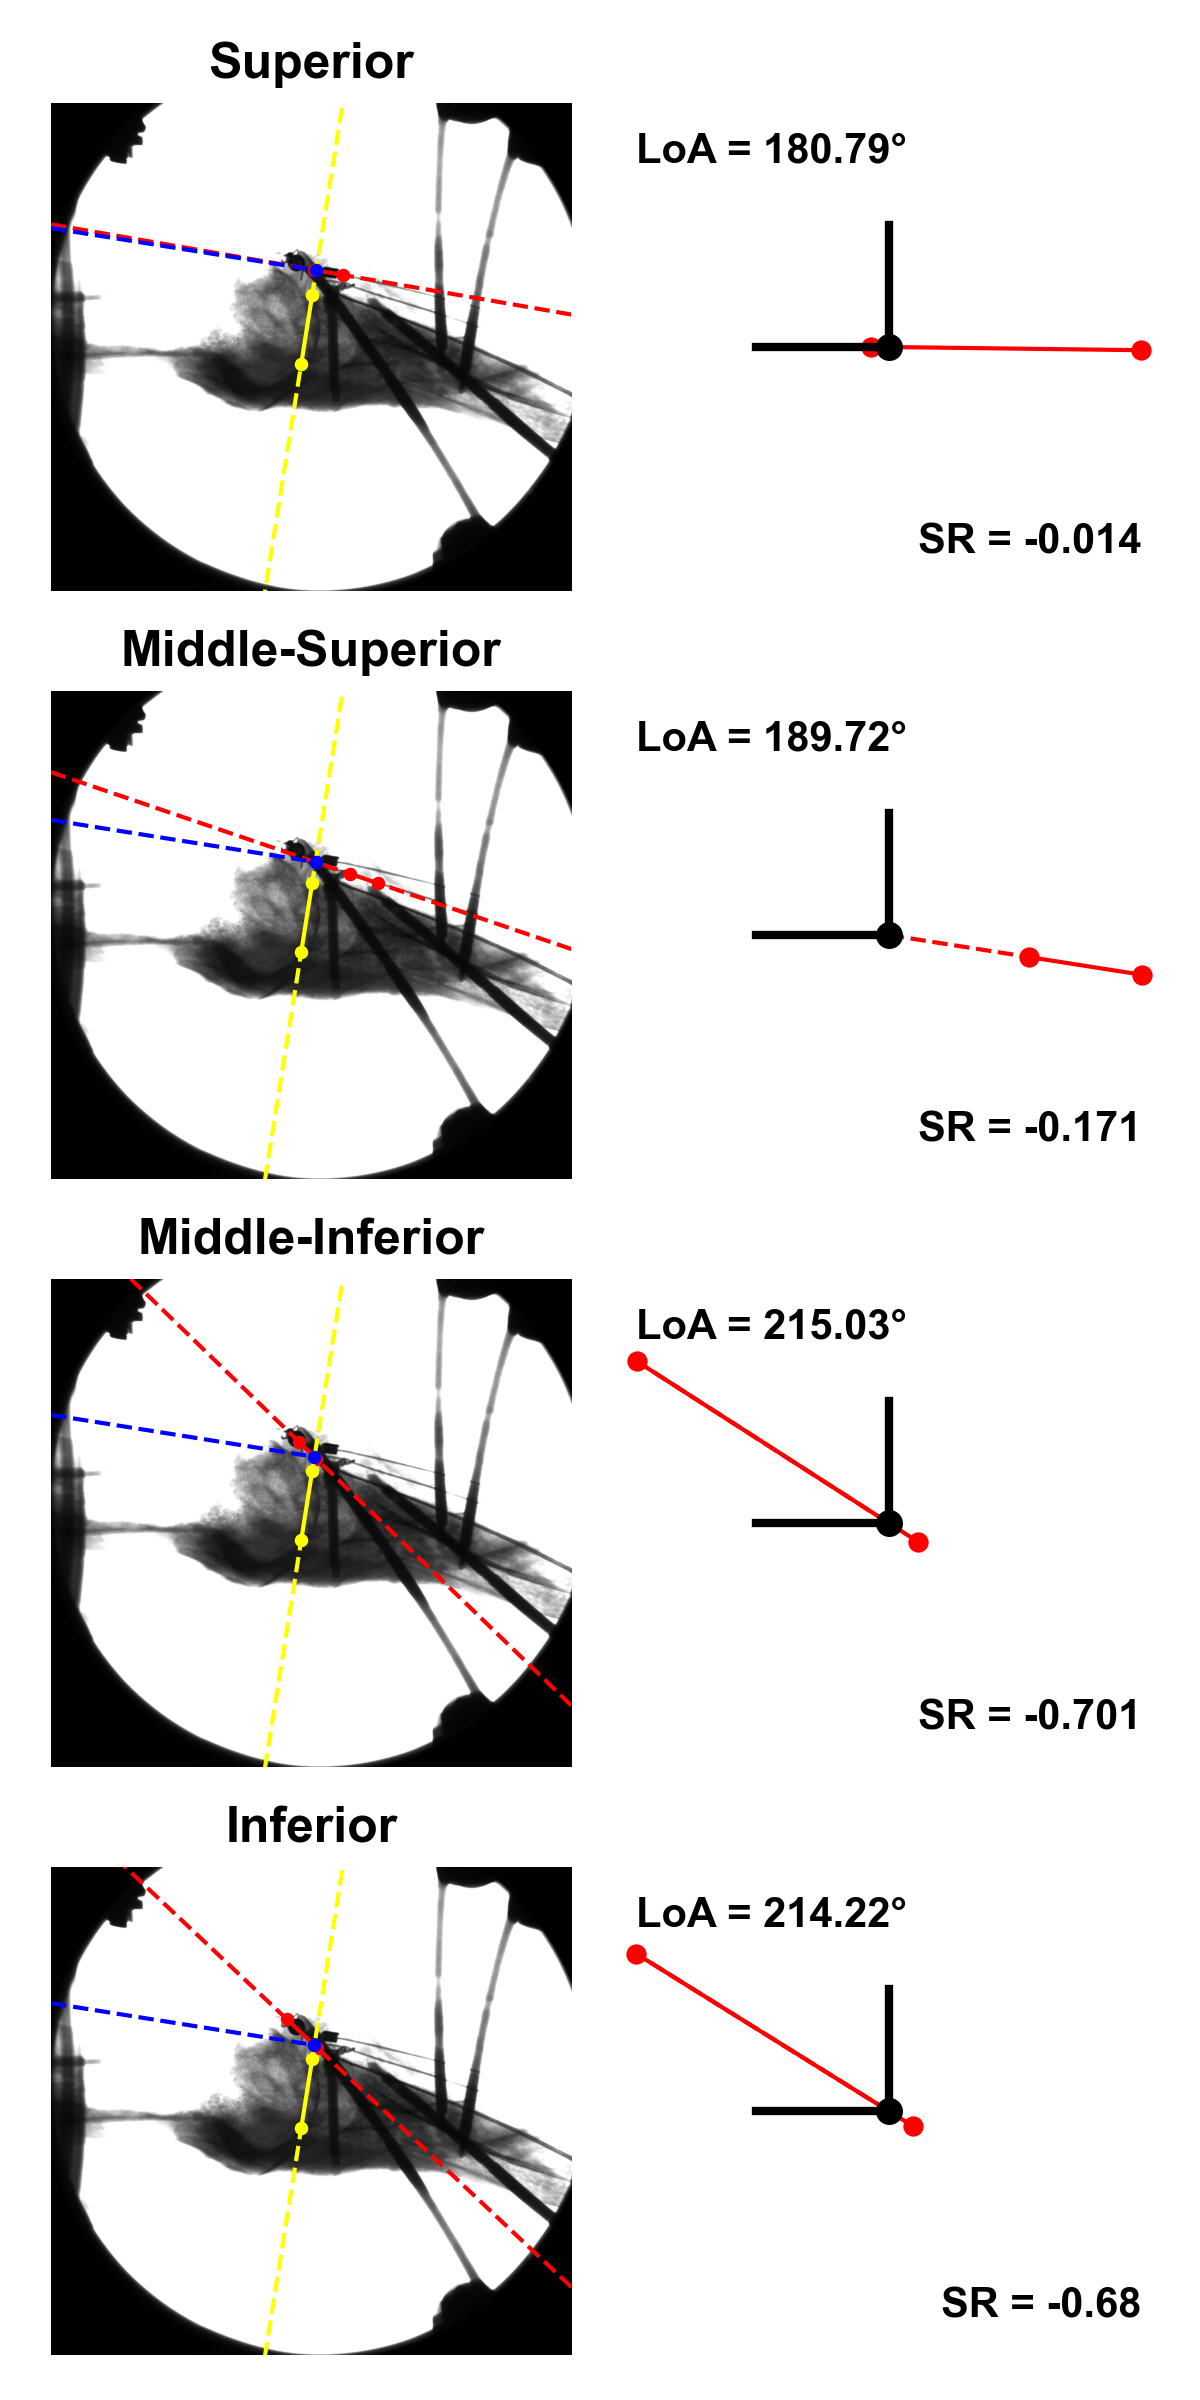 Superior
LoA = 180.79°
SR = -0.014
Middle-Superior
LoA = 189.72°
SR = -0.171
Middle-Inferior
LoA = 215.03°
SR = -0.701
Inferior
LoA = 214.22°
SR = -0.68